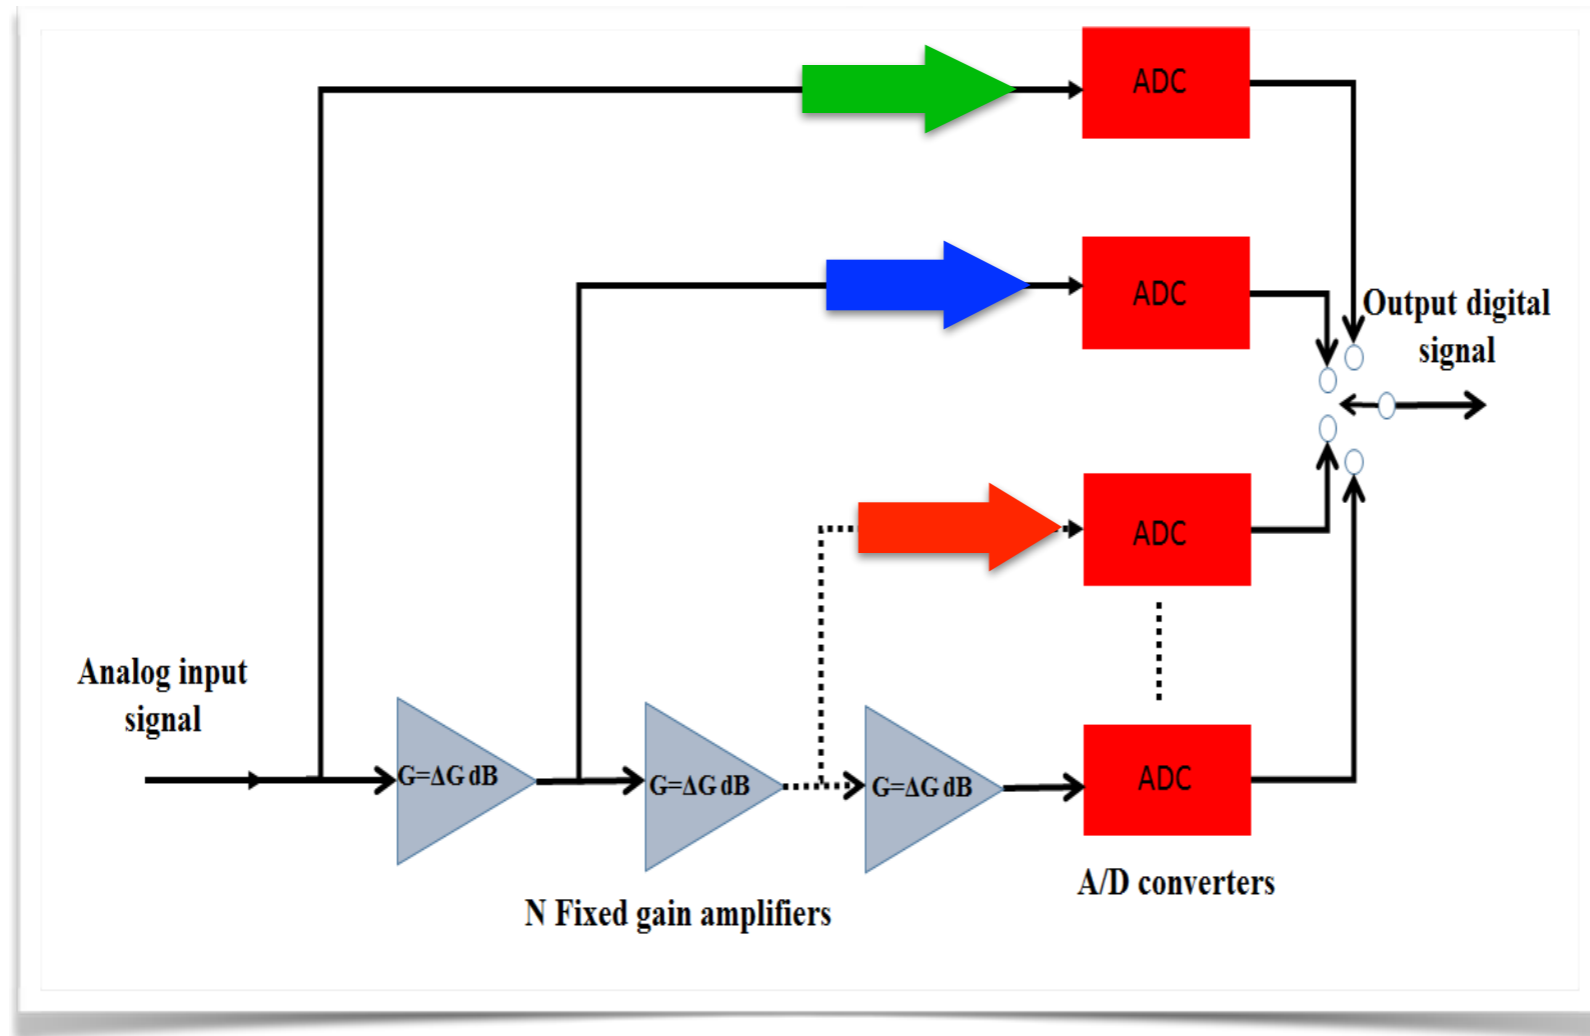 ADC
ADC
Output digital
signal
ADC
Analog input
signal
G=ΔG dB
G=ΔG dB
G=ΔG dB
ADC
A/D converters
N Fixed gain amplifiers